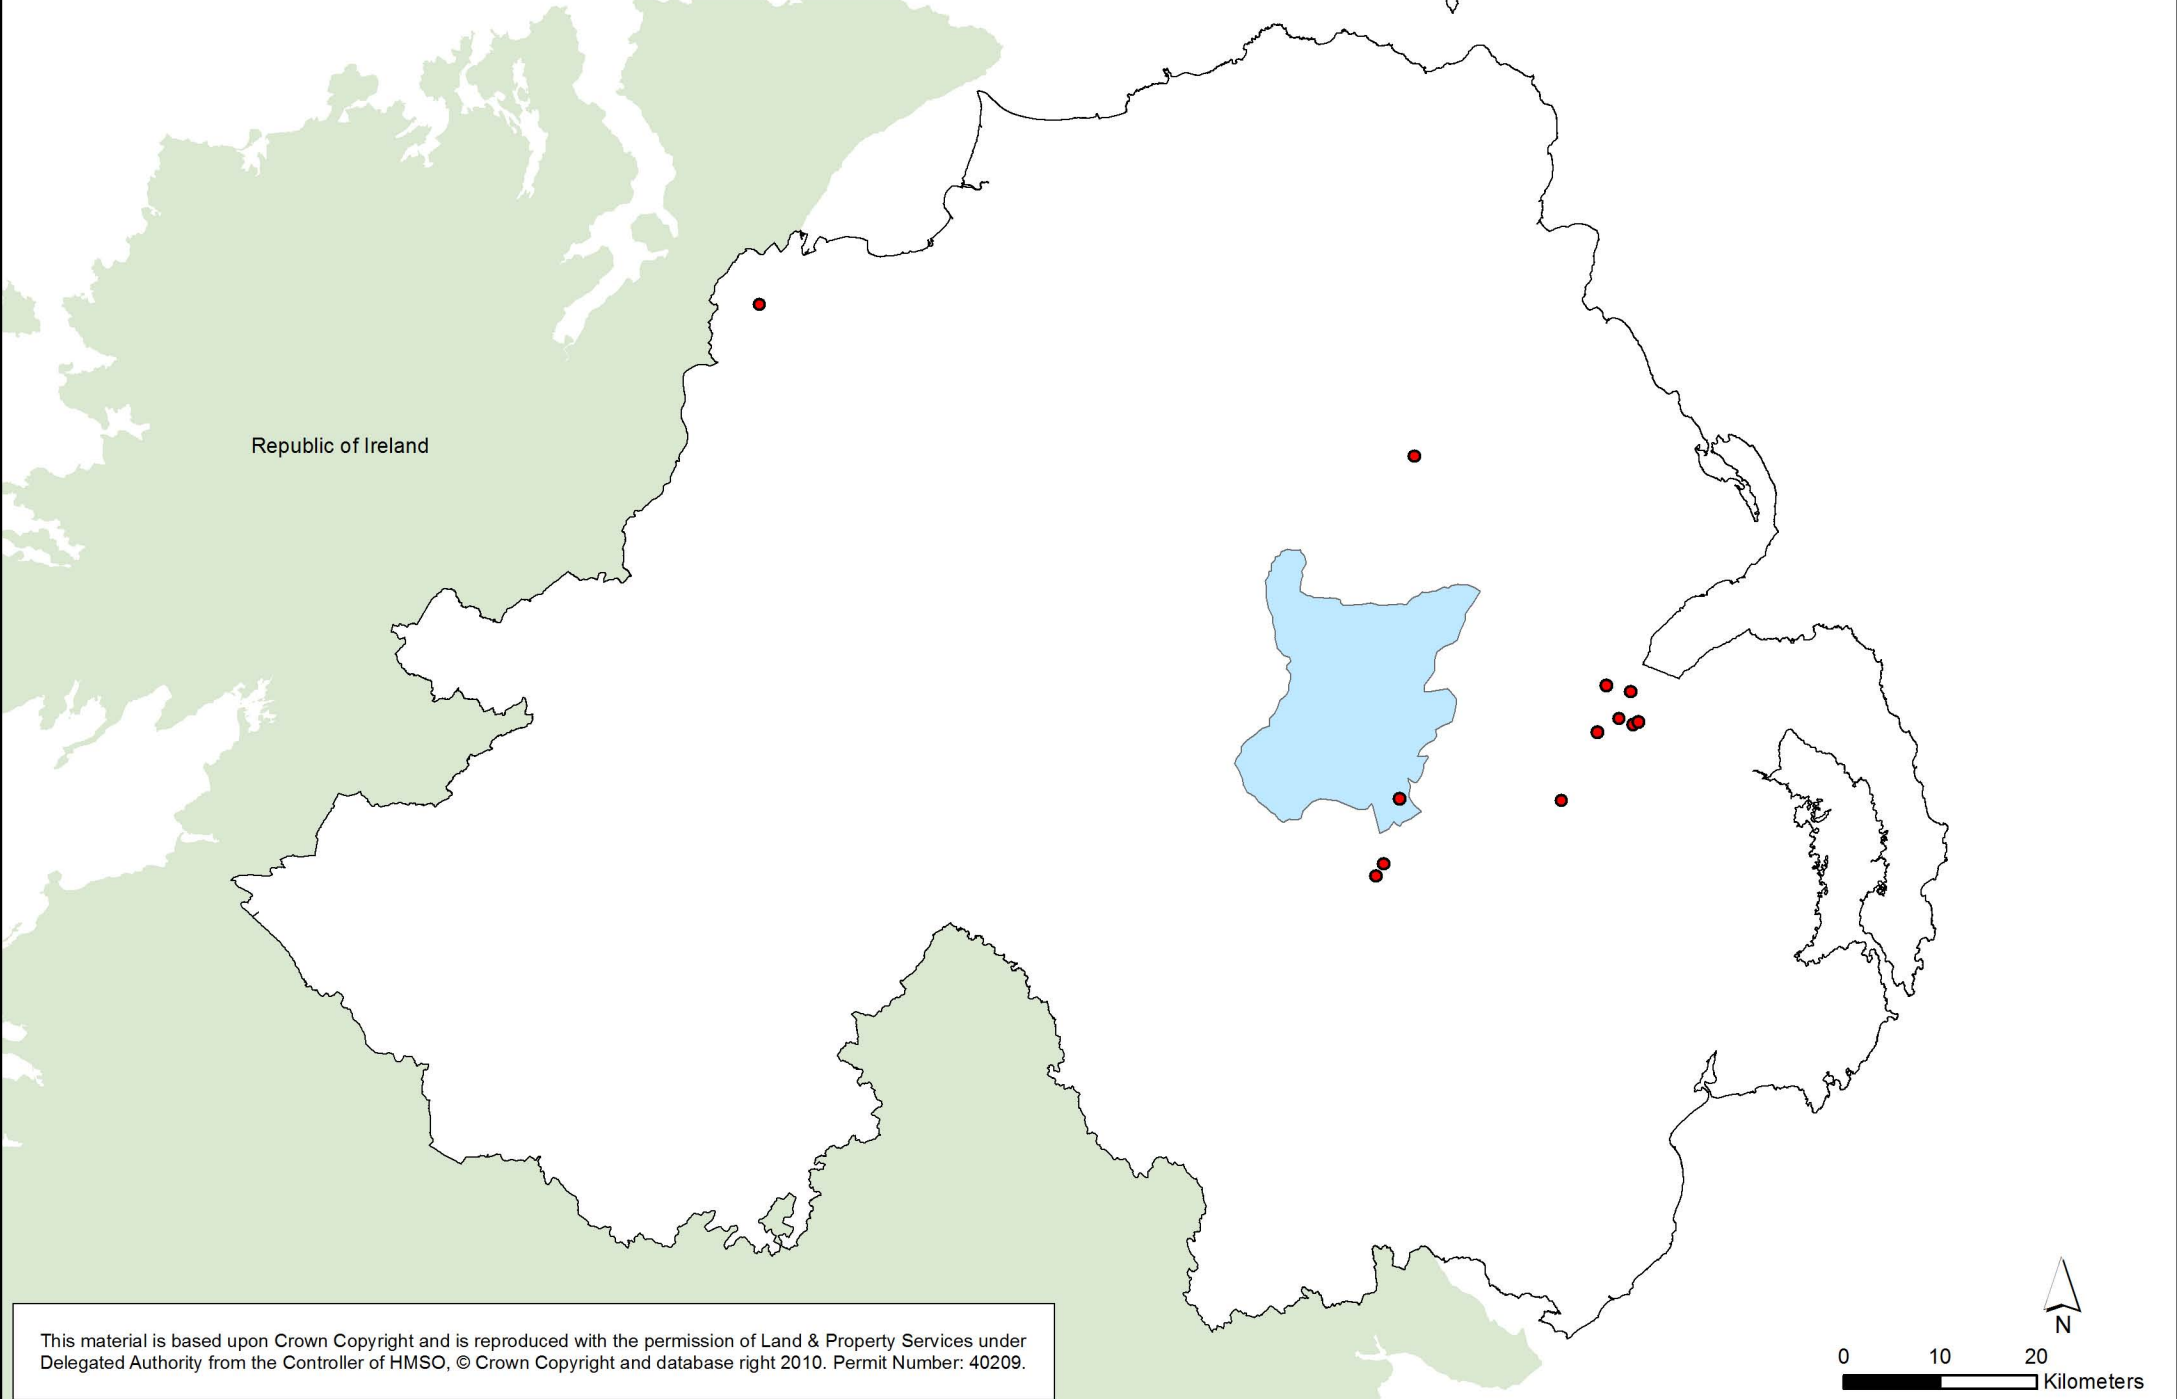 Republic of Ireland
This material is based upon Crown Copyright and is reproduced with the permission of Land & Property Services under
Delegated Authority from the Controller of HMSO, © Crown Copyright and database right 2010. Permit Number: 40209.
N
0 10 20
Kilometers